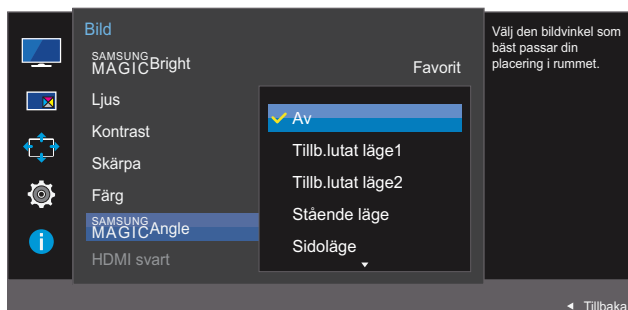 Bild
SAMSUNG
MAGICBright Favorit
Ljus
Kontrast
Skärpa
Färg
SAMSUNG
MAGICAngle
HDMI svart
Av
Tillb.lutat läge1
Tillb.lutat läge2
Stående läge
Sidoläge
Välj den bildvinkel som
bäst passar din
placering i rummet.
Tillbaka